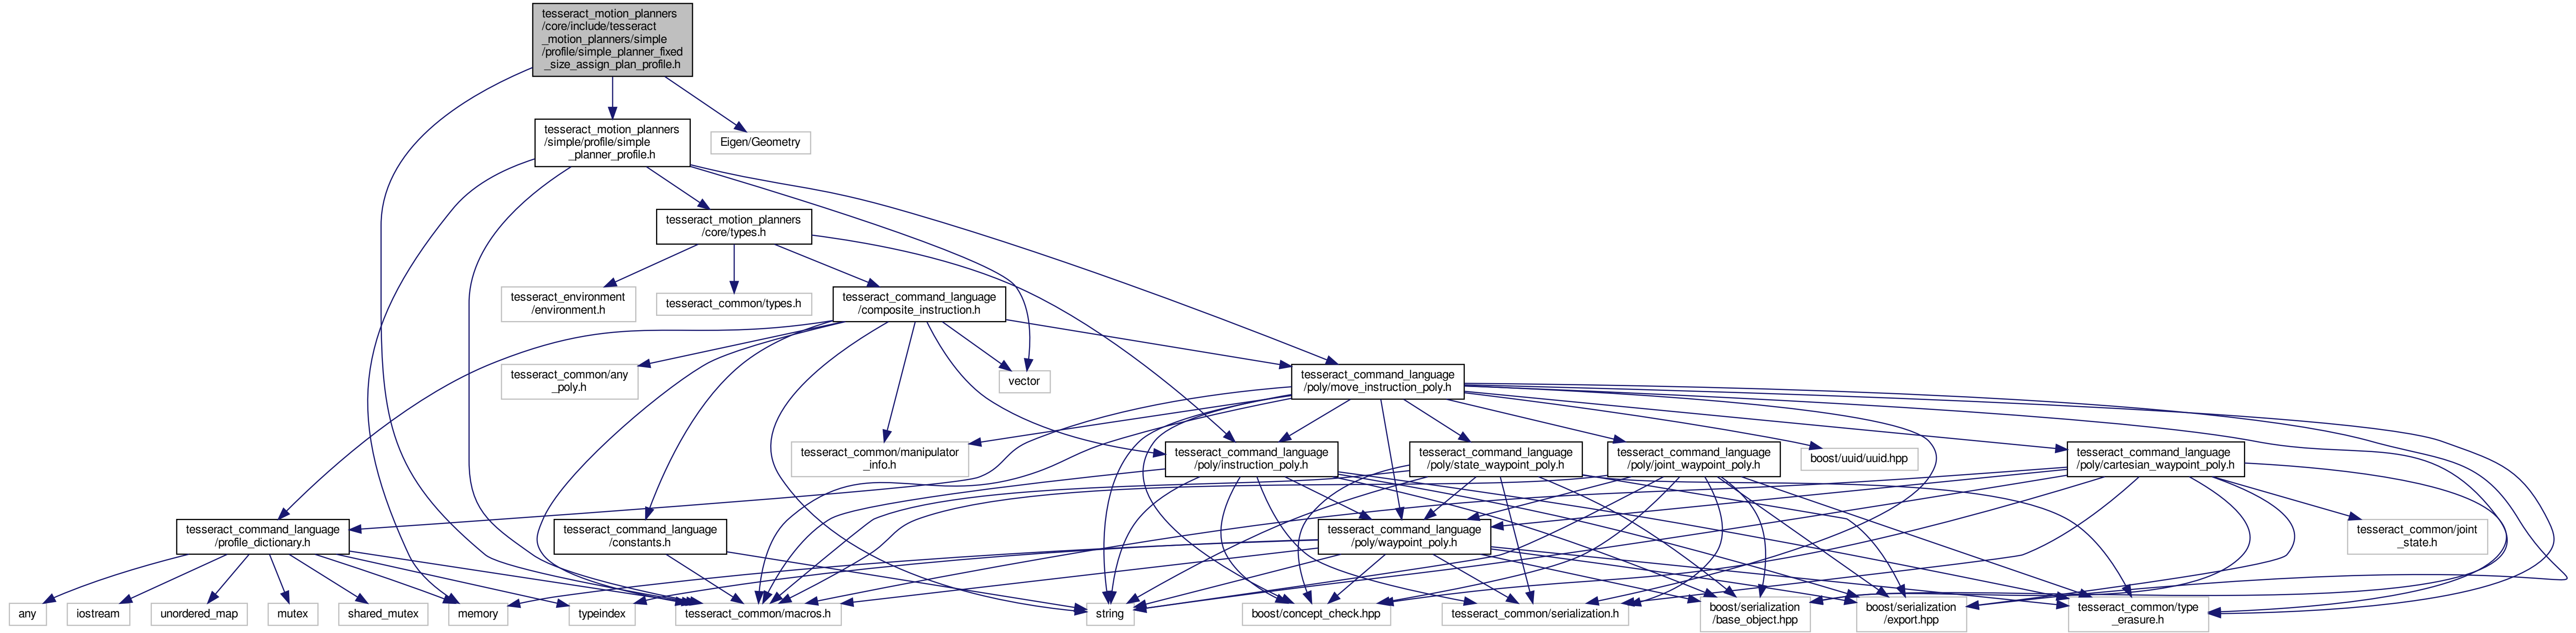 tesseract_motion_planners
/core/include/tesseract
_motion_planners/simple
/profile/simple_planner_fixed
_size_assign_plan_profile.h
tesseract_motion_planners
/simple/profile/simple
_planner_profile.h
Eigen/Geometry
tesseract_motion_planners
/core/types.h
tesseract_environment
/environment.h
tesseract_common/types.h
tesseract_command_language
/composite_instruction.h
tesseract_common/any
_poly.h
vector
tesseract_command_language
/poly/move_instruction_poly.h
tesseract_common/manipulator
_info.h
tesseract_command_language
/poly/instruction_poly.h
tesseract_command_language
/poly/state_waypoint_poly.h
tesseract_command_language
/poly/joint_waypoint_poly.h
boost/uuid/uuid.hpp
tesseract_command_language
/poly/cartesian_waypoint_poly.h
tesseract_command_language
/profile_dictionary.h
tesseract_command_language
/constants.h
tesseract_command_language
/poly/waypoint_poly.h
tesseract_common/joint
_state.h
any
iostream
unordered_map
mutex
shared_mutex
memory
typeindex
tesseract_common/macros.h
string
boost/concept_check.hpp
tesseract_common/serialization.h
boost/serialization
/base_object.hpp
boost/serialization
/export.hpp
tesseract_common/type
_erasure.h